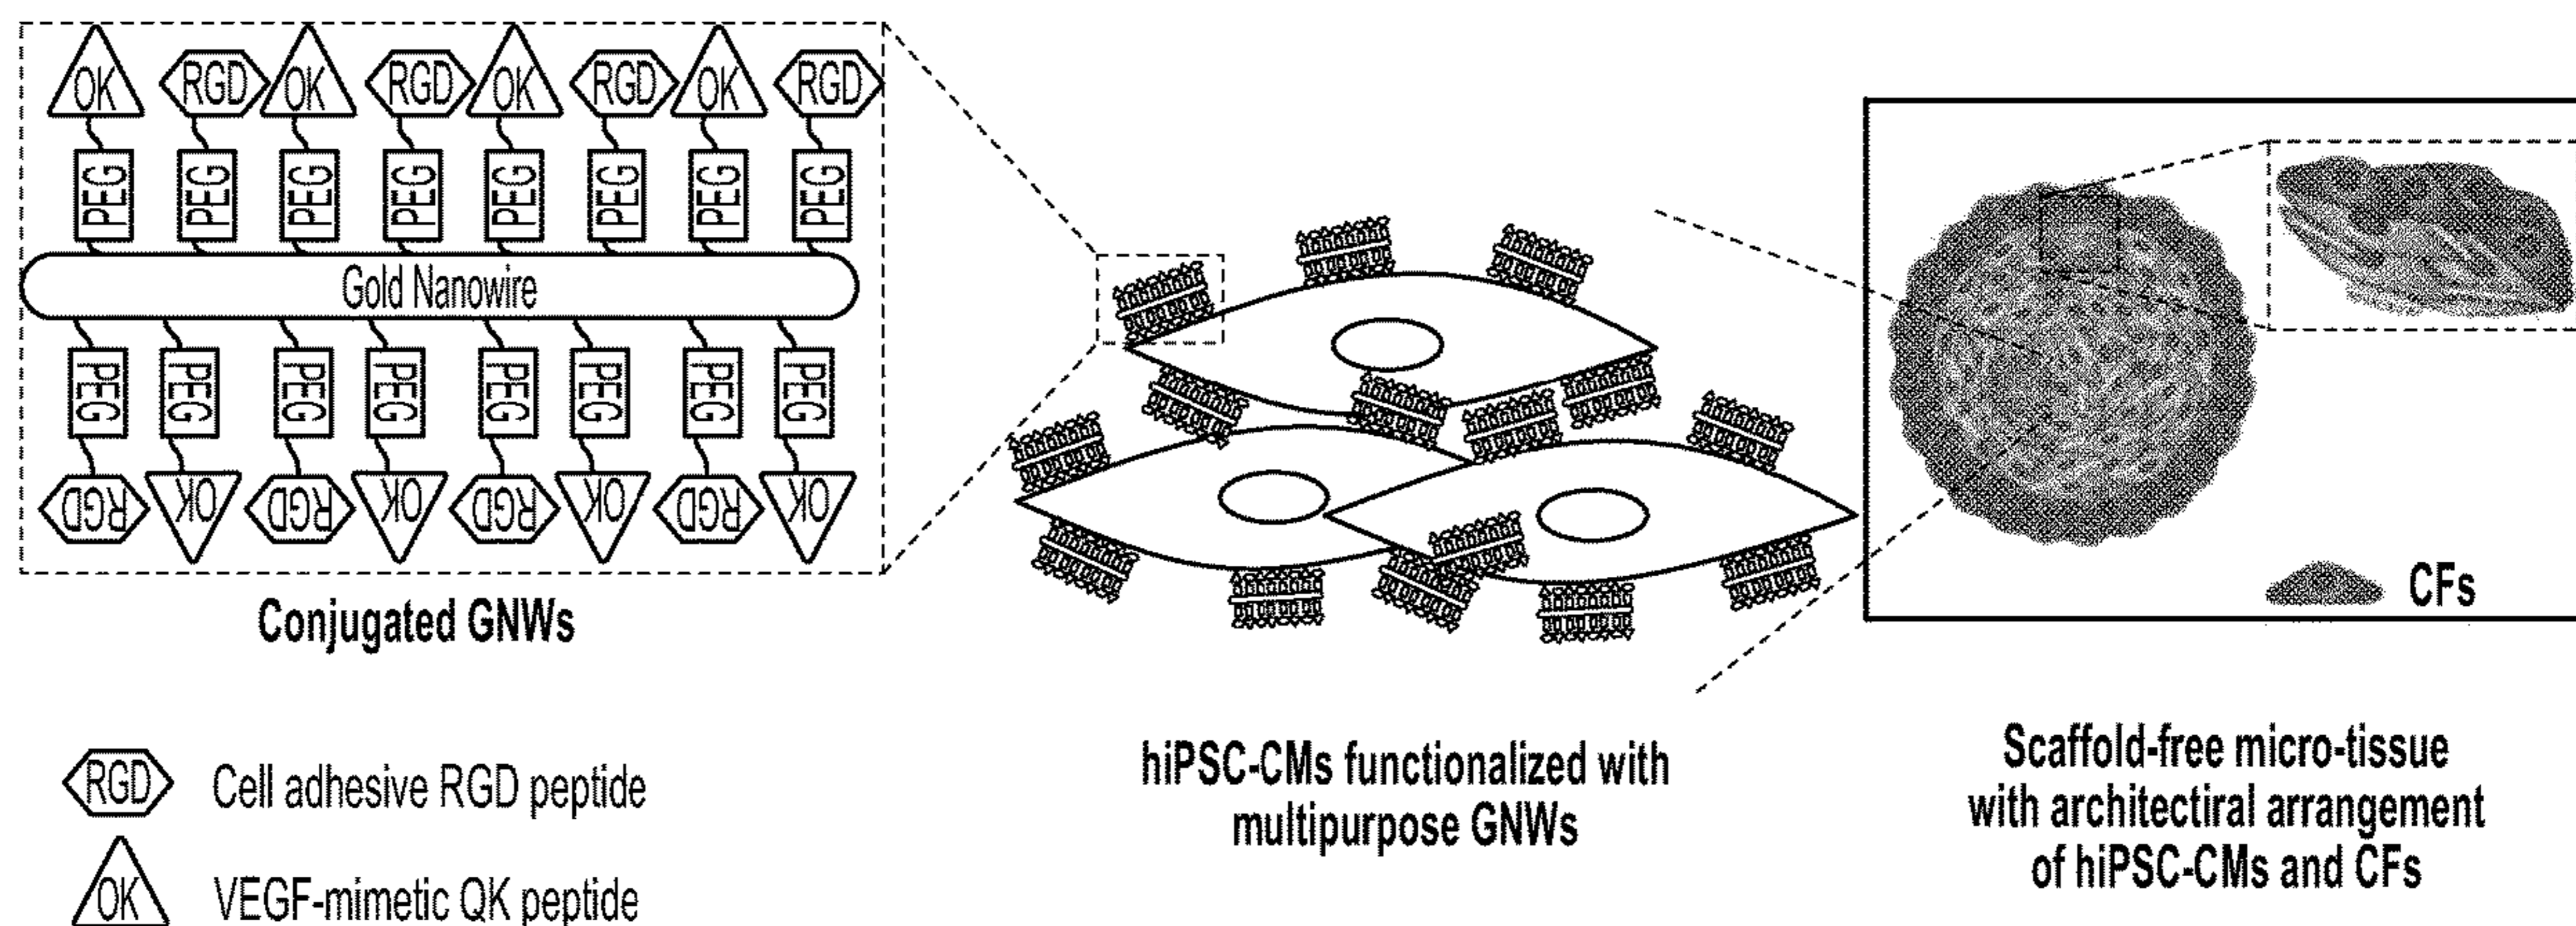 OK RGD OK RGD OK RGD OK RGD
PEG PEG PEG PEG PEG PEG PEG PEG
Gold Nanowire
PEG PEG PEG PEG PEG PEG PEG PEG
RGD OK RGD OK RGD OK RGD OK
Conjugated GNWs
RGD Cell adhesive RGD peptide
OK VEGF-mimetic QK peptide
hiPSC-CMs functionalized with
multipurpose GNWs
CFs
Scaffold-free micro-tissue
with architectiral arrangement
of hiPSC-CMs and CFs